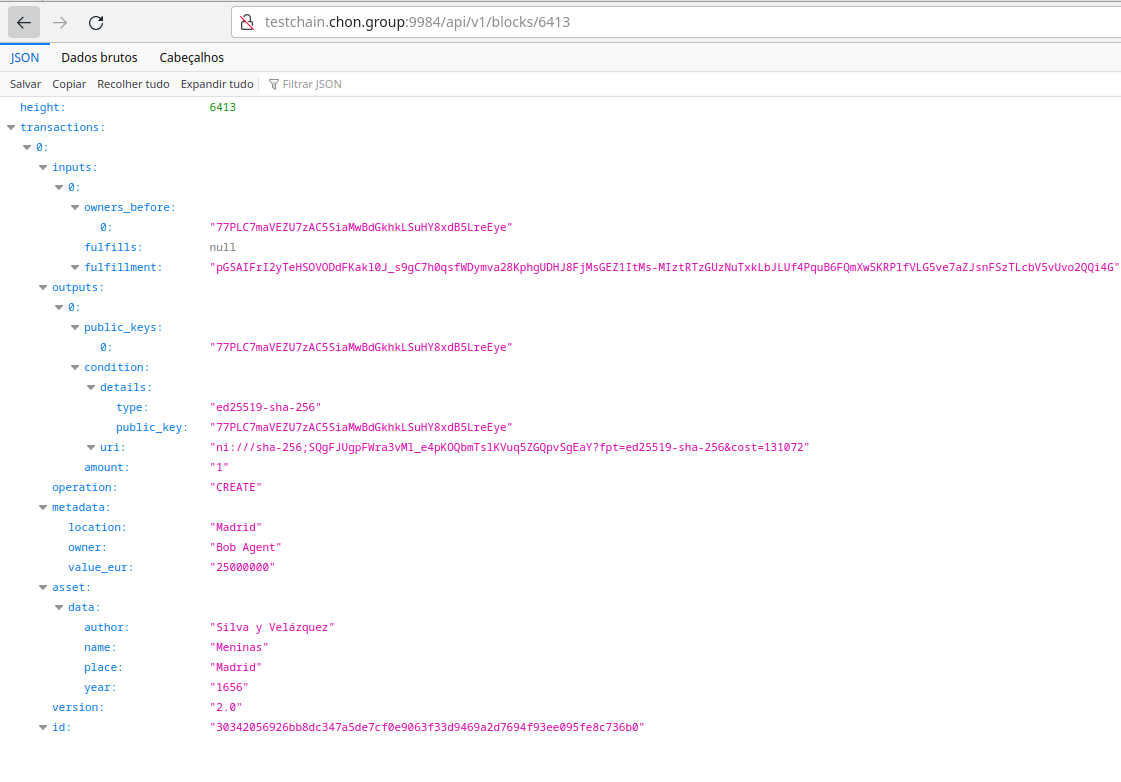 testchain.chon.group:9984/api/v1/blocks/6413
JSON Dados brutos Cabeçalhos
Salvar Copiar Recolher tudo Expandir tudo Filtrar JSON
height: 6413
transactions:
0:
inputs:
0:
owners_before:
0: "77PLC7maVEZU7zAC5SiaMwBdGkhkLSuHY8xdB5LreEye"
fulfills: null
fulfillment: "pGSAIFrI2yTeHSOVODdFKakl0J_s9gC7h0qsfWDymva28KphgUDHJ8FjMsGEZ1ItMs-MIztRTzGUzNuTxkLbJLUf4PquB6FQmXw5KRPlfVLG5ve7aZJsnFSzTLcbV5vUvo2QQi4G"
outputs:
0:
public_keys:
0: "77PLC7maVEZU7zAC5SiaMwBdGkhkLSuHY8xdB5LreEye"
condition:
details:
type: "ed25519-sha-256"
public_key: "77PLC7maVEZU7zAC5SiaMwBdGkhkLSuHY8xdB5LreEye"
uri: "ni:///sha-256;SQgFJUgpFWra3vMl_e4pKOQbmTslKVuq5ZGQpvSgEaY?fpt=ed25519-sha-256&cost=131072"
amount: "1"
operation: "CREATE"
metadata:
location: "Madrid"
owner: "Bob Agent"
value_eur: "25000000"
asset:
data:
author: "Silva y Velázquez"
name: "Meninas"
place: "Madrid"
year: "1656"
version: "2.0"
id: "30342056926bb8dc347a5de7cf0e9063f33d9469a2d7694f93ee095fe8c736b0"